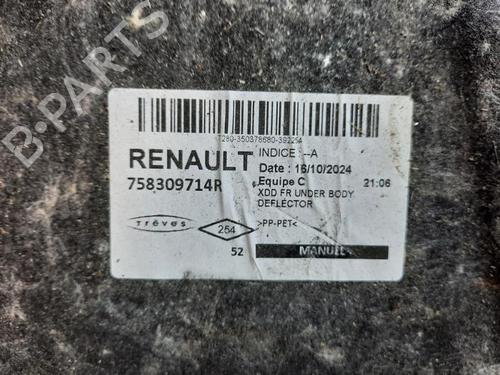 T280-350378680-392254
RENAULT
INDICE : --A
Date : 16/10/2024
758309714R
Equipe C 21:06
XDD FR UNDER BODY
DEFLECTOR
Trèves
254
>PP-PET<
52
MANUEL
B-PARTS